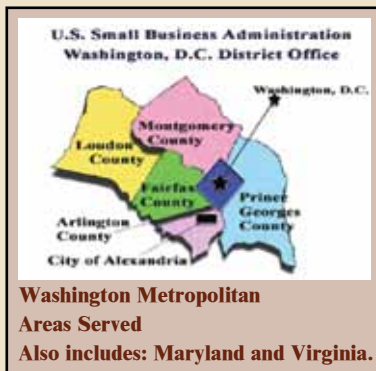 U.S. Small Business Administration
Washington, D.C. District Office
Washington, D.C.
Montgomery
County
Loudon
County
Fairfax
County
Prince
Georges
County
Arlington
County
City of Alexandria
Washington Metropolitan
Areas Served
Also includes: Maryland and Virginia.